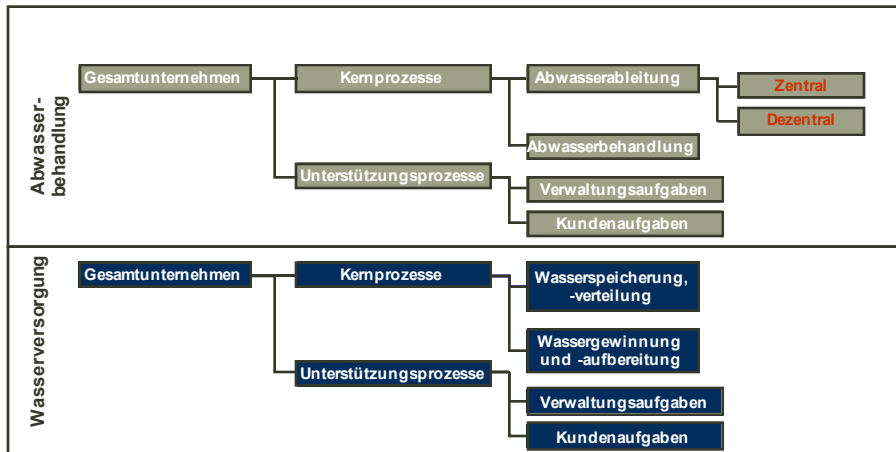 Abwasser-
behandlung
Gesamtunternehmen
Kernprozesse
Abwasserableitung
Zentral
Dezentral
Abwasserbehandlung
Unterstützungsprozesse
Verwaltungsaufgaben
Kundenaufgaben
Wasserversorgung
Gesamtunternehmen
Kernprozesse
Wasserspeicherung,
-verteilung
Wassergewinnung
und -aufbereitung
Unterstützungsprozesse
Verwaltungsaufgaben
Kundenaufgaben